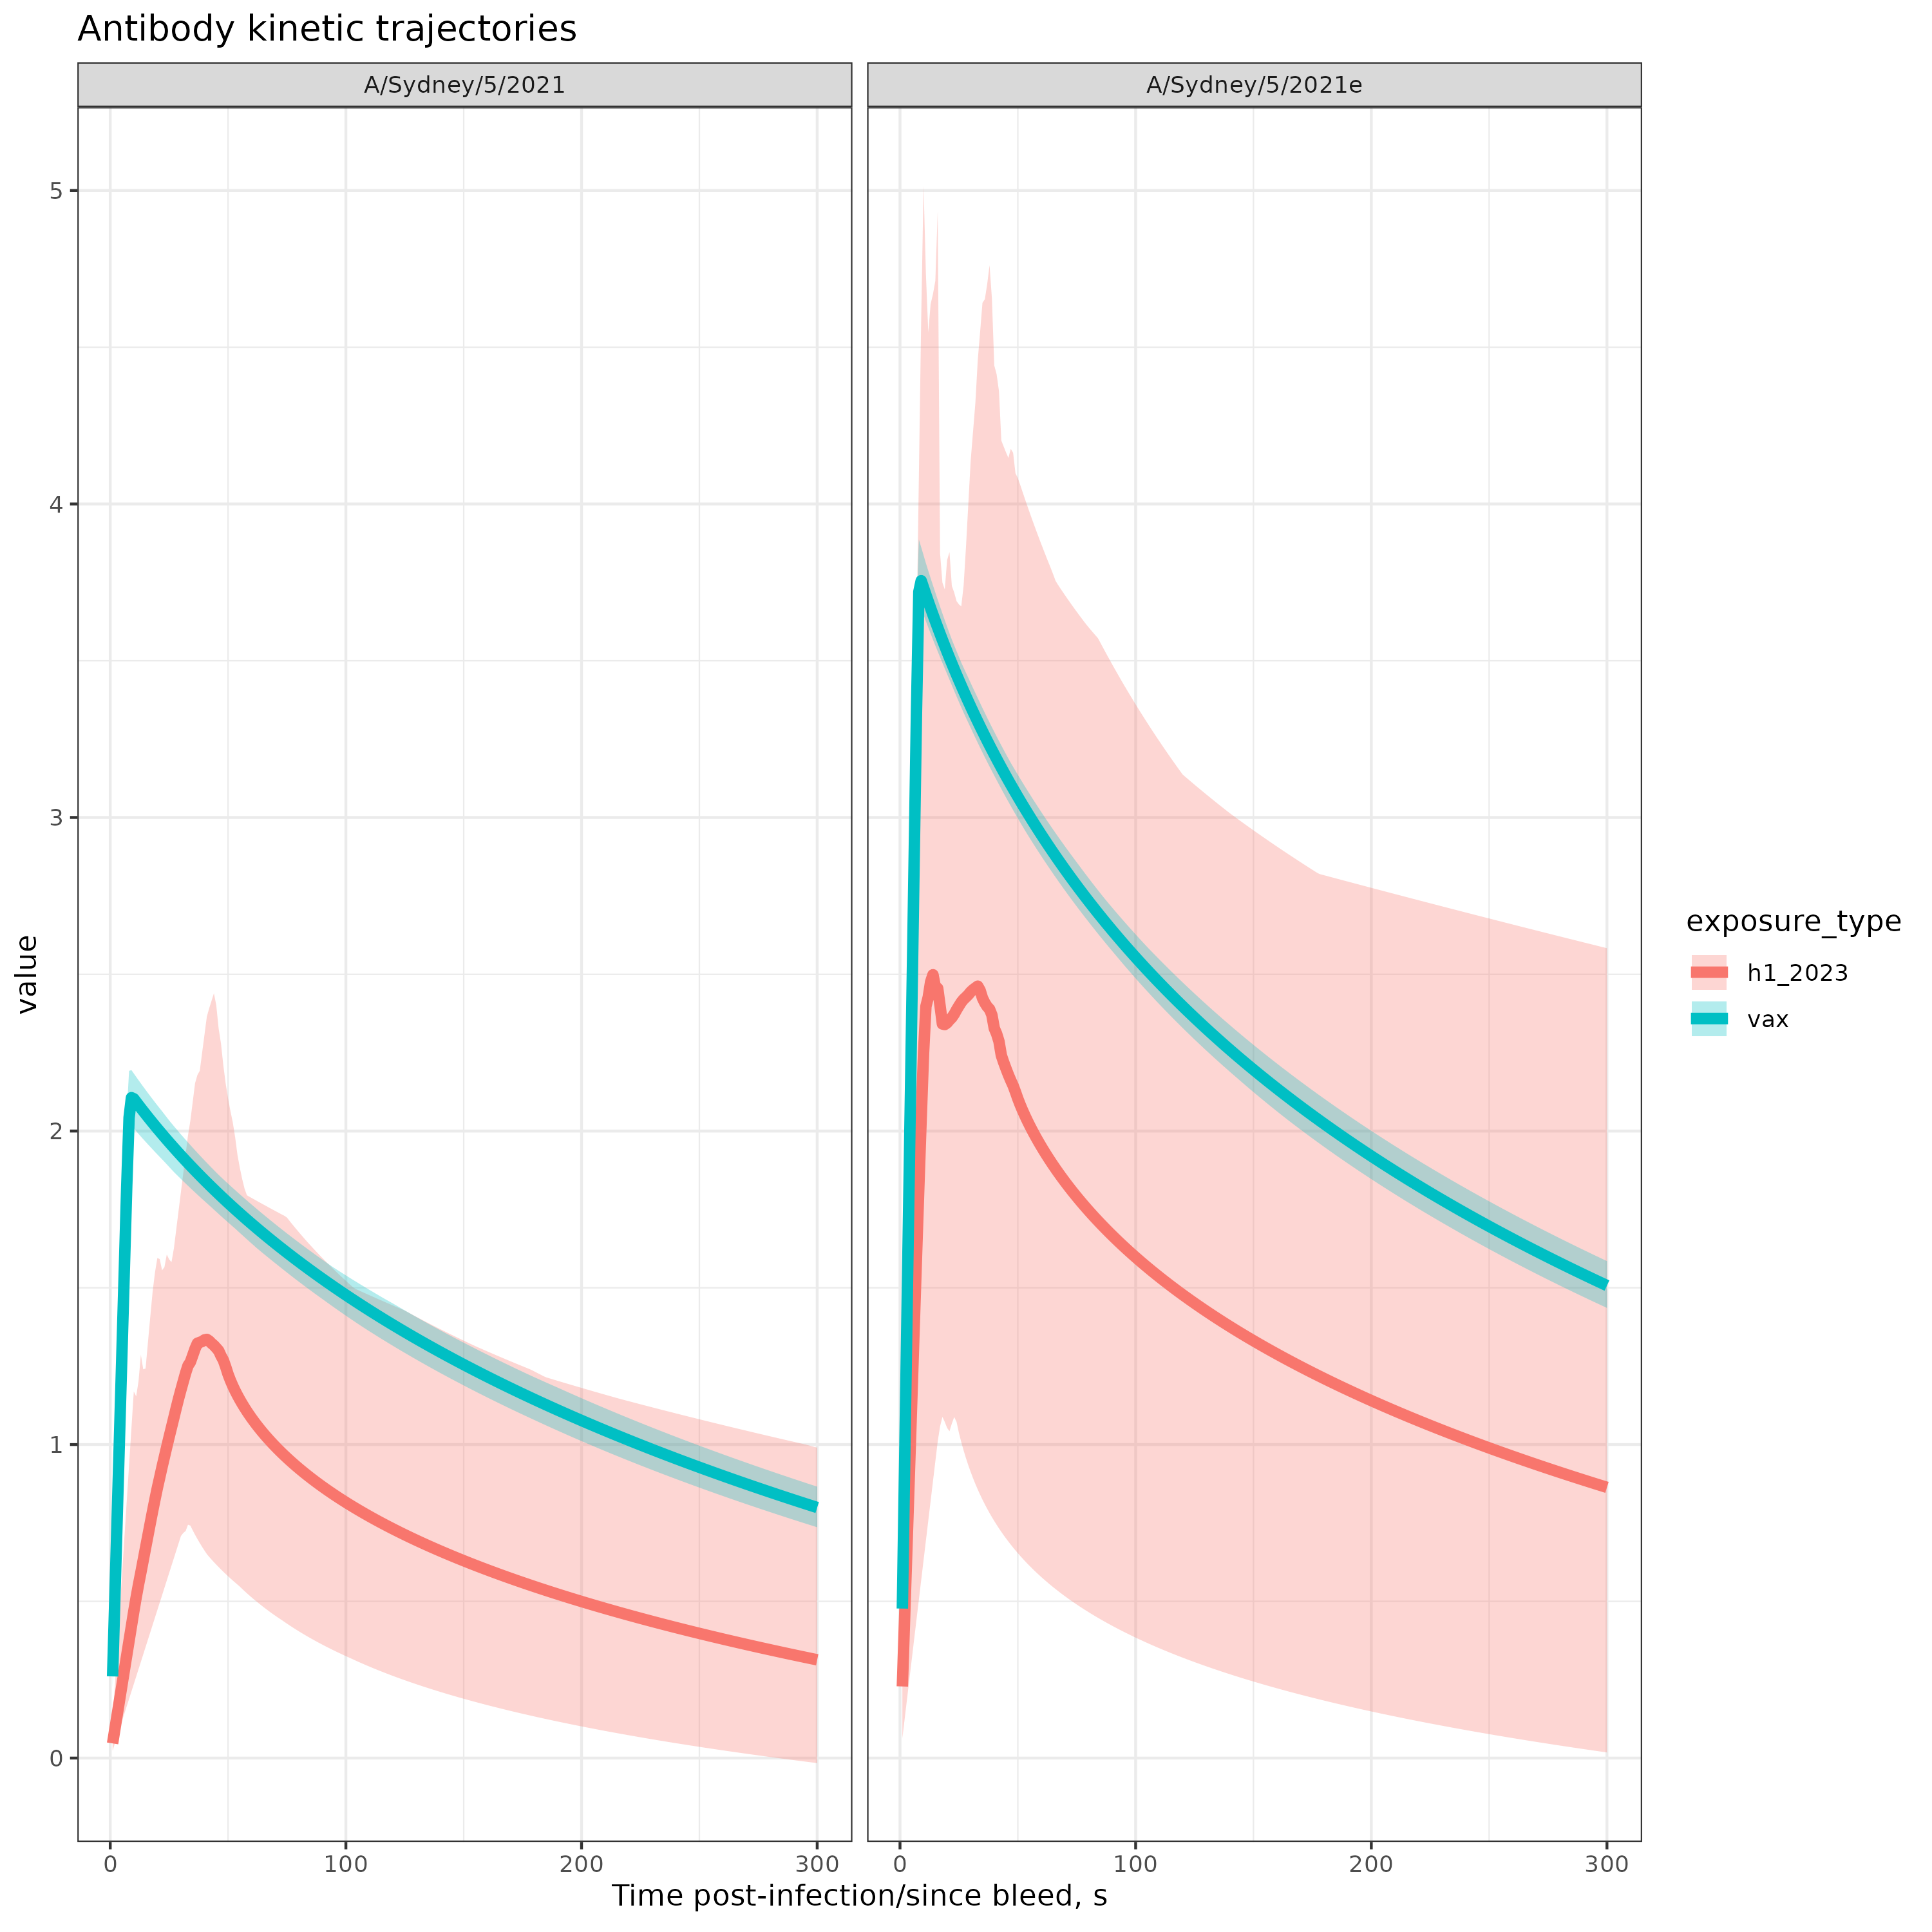 Antibody kinetic trajectories
A/Sydney/5/2021
A/Sydney/5/2021e
5
4
3
2
1
0
value
0
100
200
300
0
100
200
300
Time post-infection/since bleed, s
exposure_type
h1_2023
vax